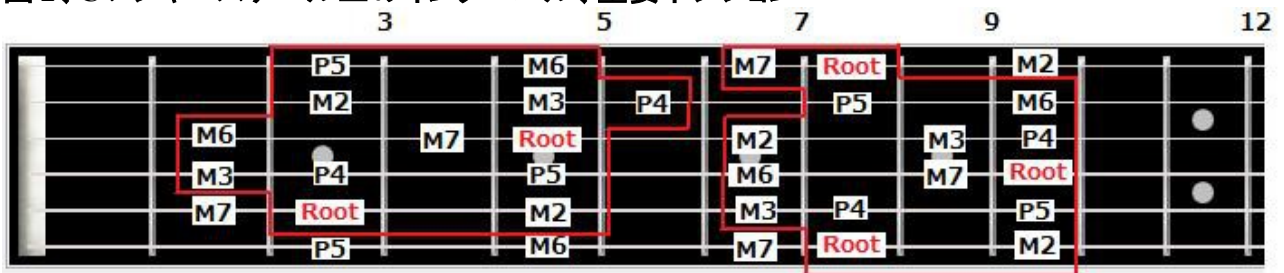 3 5 7 9 12
P5 M6 M7 Root M2
M2 M3 P4 P5 M6
M6 M7 Root M2 M3 P4
M3 P4 P5 M6 M7 Root
M7 Root M2 M3 P4 P5
P5 M6 M7 Root M2